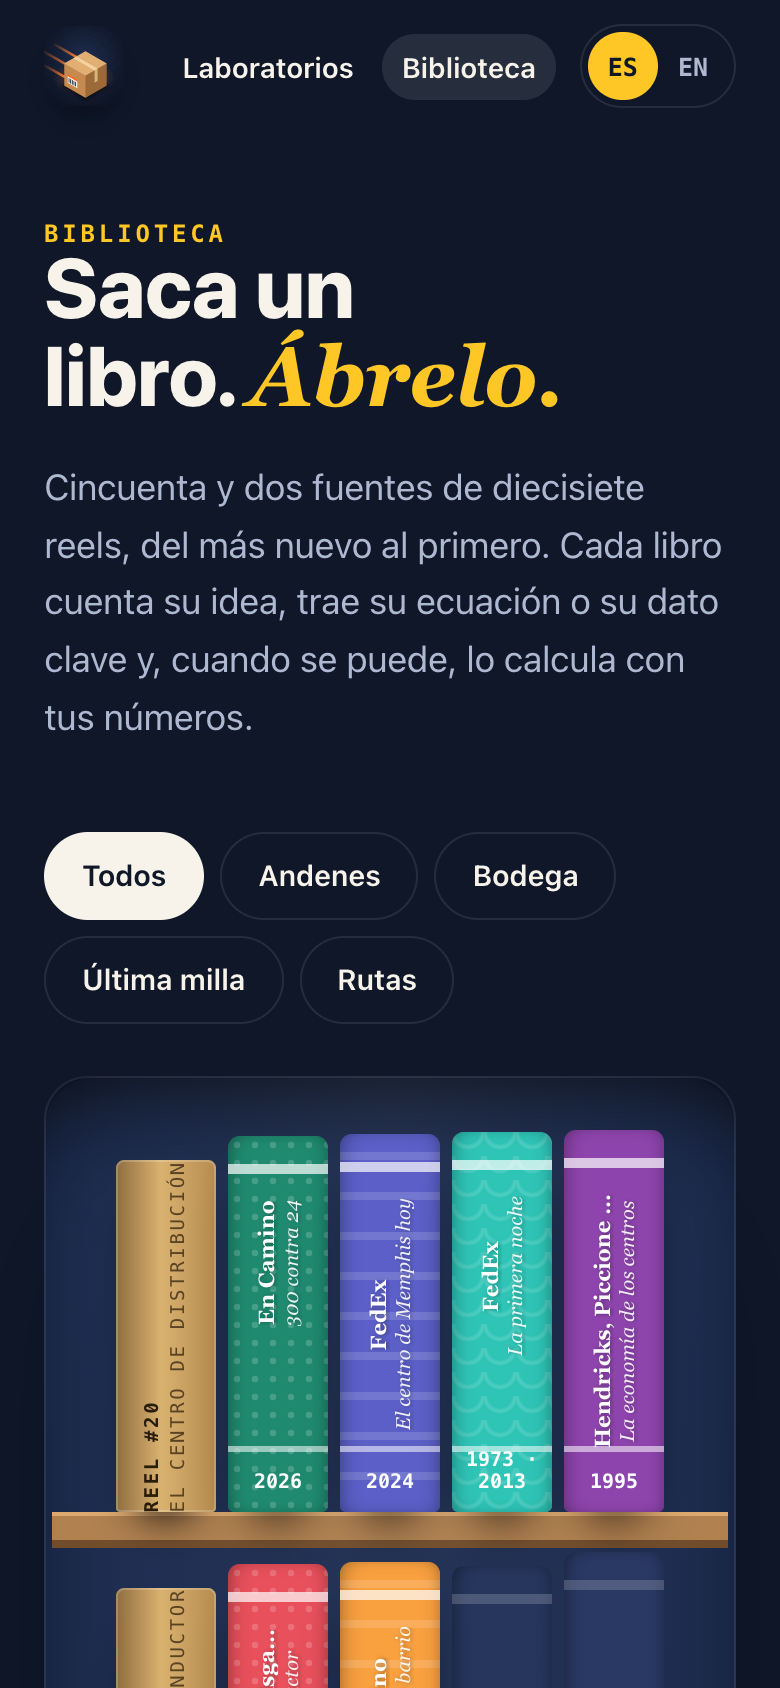 Laboratorios
Biblioteca
ES
EN
BIBLIOTECA
Saca un
libro. Ábrelo.
Cincuenta y dos fuentes de diecisiete
reels, del más nuevo al primero. Cada libro
cuenta su idea, trae su ecuación o su dato
clave y, cuando se puede, lo calcula con
tus números.
Todos
Andenes
Bodega
Última milla
Rutas
REEL #20
EL CENTRO DE DISTRIBUCIÓN
En Camino
300 contra 24
2026
FedEx
El centro de Memphis hoy
2024
FedEx
La primera noche
1973 ·
2013
Hendricks, Piccione ...
La economía de los centros
1995
barrio